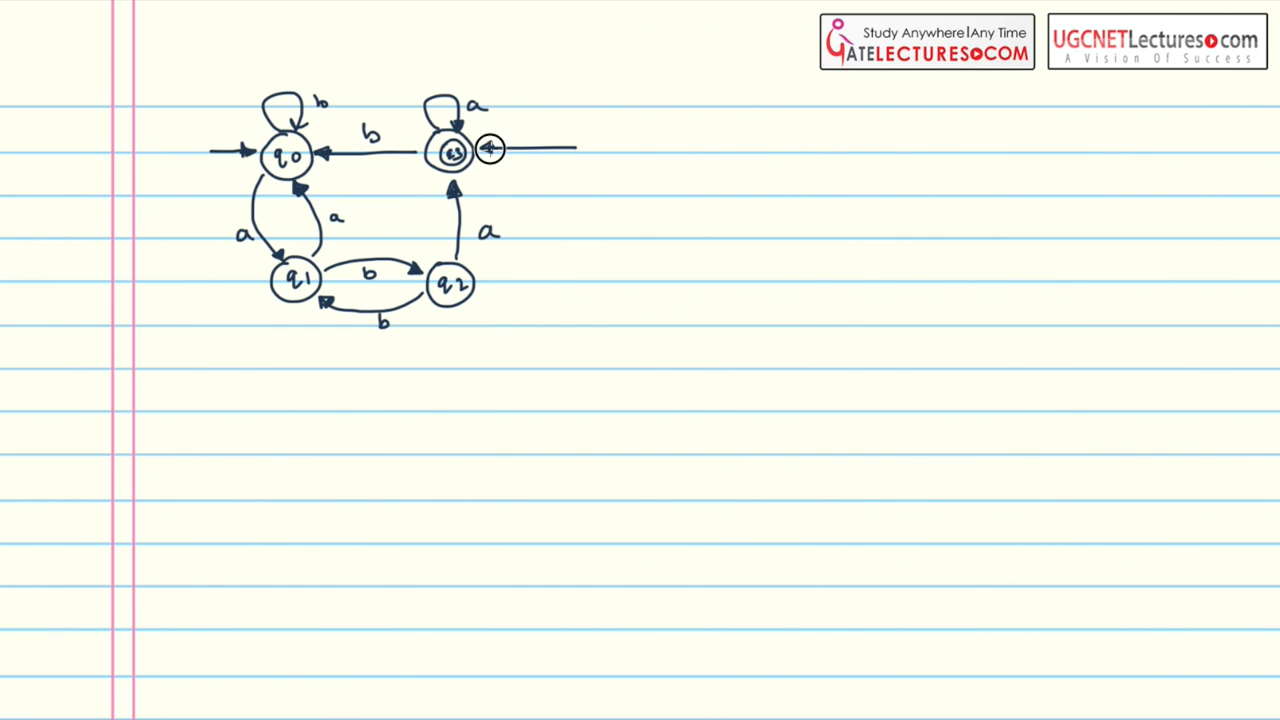 Study Anywhere|Any Time
GATELECTURES.COM
UGCNETLectures.com
A Vision Of Success
b
a
b
q0
q3
a
a
a
q1
b
q2
b